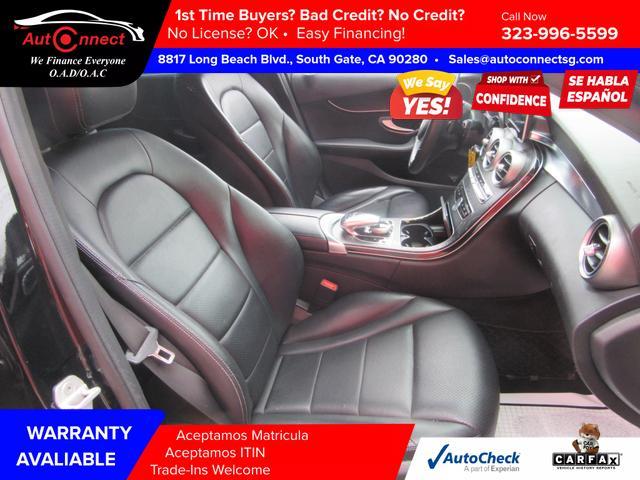 AutoConnect
We Finance Everyone
O.A.D/O.A.C
1st Time Buyers? Bad Credit? No Credit?
No License? OK • Easy Financing!
Call Now
323-996-5599
8817 Long Beach Blvd., South Gate, CA 90280 • Sales@autoconnectsg.com
We Say
YES!
SHOP WITH
CONFIDENCE
SE HABLA
ESPAÑOL
WARRANTY
AVALIABLE
Aceptamos Matricula
Aceptamos ITIN
Trade-Ins Welcome
AutoCheck
A part of Experian
CAR FOX
CARFAX
VEHICLE HISTORY REPORTS